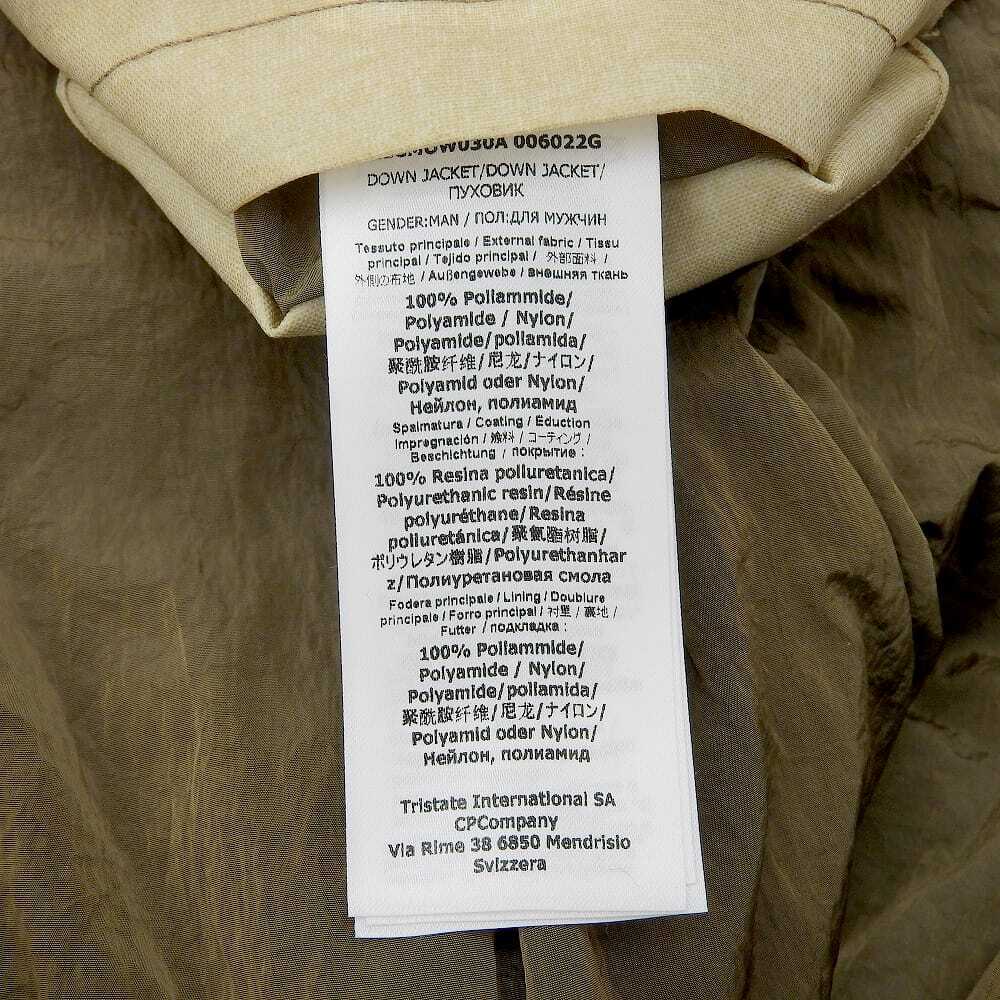 006022G
DOWN JACKET/DOWN JACKET/
ПУХОВИК
GENDER:MAN / ПОЛ:ДЛЯ МУЖЧИН
Tessuto principale / External fabric / Tissu
principal / Tejido principal / 外部面料 /
外側の布地 / Außengewebe / внешняя ткань
100% Poliammide/
Polyamide / Nylon/
Polyamide/poliamida/
聚酰胺纤维/尼龙/ナイロン/
Polyamid oder Nylon/
Нейлон, полиамид
Spalmatura / Coating / Eduction
Impregnación / 涂料 / コーティング /
Beschichtung / покрытие :
100% Resina poliuretanica/
Polyurethanic resin/Résine
polyuréthane/Resina
poliuretánica/聚氨酯树脂/
ポリウレタン樹脂/Polyurethanhar
z/Полиуретановая смола
Fodera principale / Lining / Doublure
principale / Forro principal / 衬里 / 裏地 /
Futter / подкладка :
100% Poliammide/
Polyamide / Nylon/
Polyamide/poliamida/
聚酰胺纤维/尼龙/ナイロン/
Polyamid oder Nylon/
Нейлон, полиамид
Tristate International SA
CPCompany
Via Rime 38 6850 Mendrisio
Svizzera